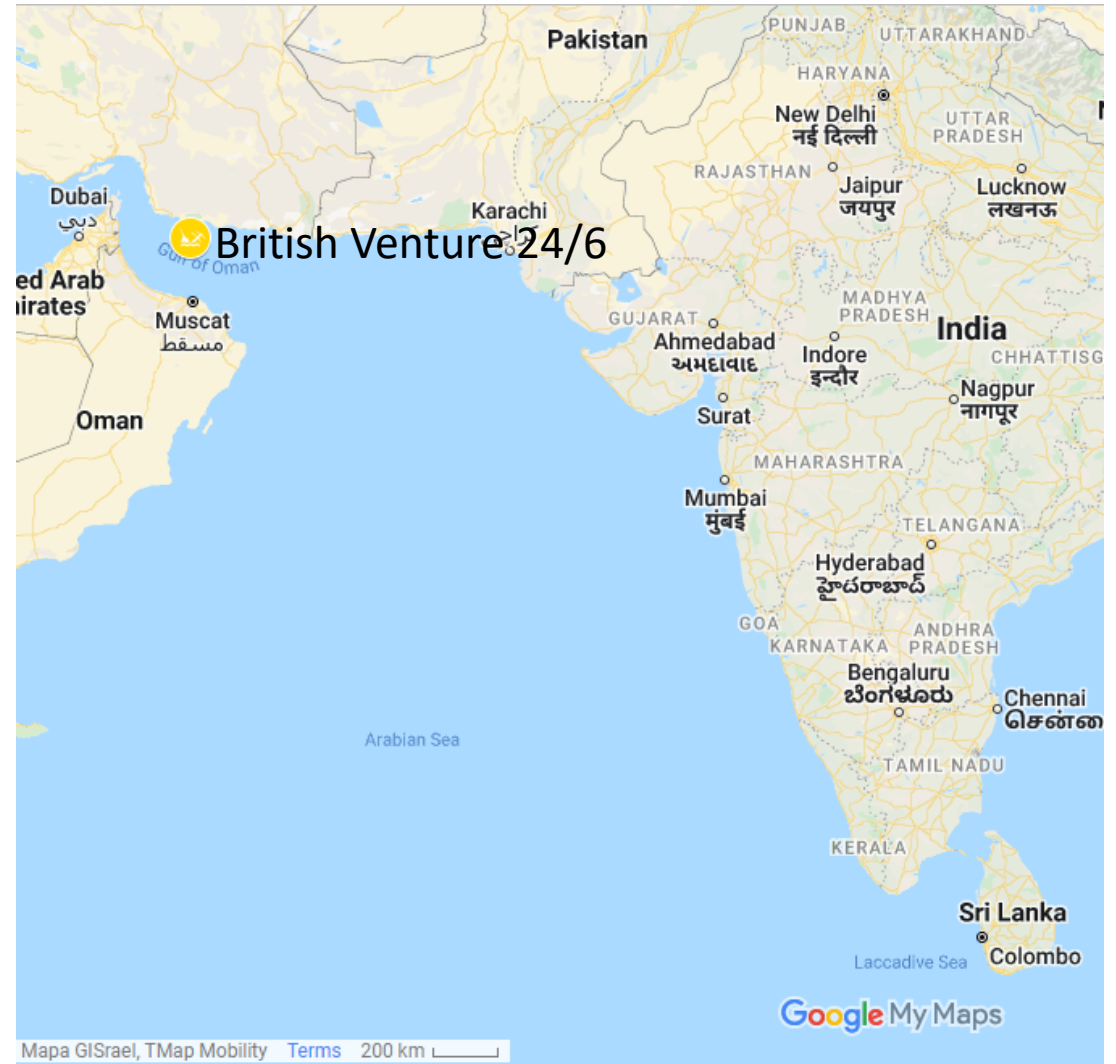 Pakistan
PUNJAB
UTTARAKHAND
HARYANA
New Delhi
नई दिल्ली
UTTAR
PRADESH
RAJASTHAN
Jaipur
जयपुर
Lucknow
लखनऊ
Dubai
دبي
Karachi
British Venture 24/6
Gulf of Oman
ed Arab
irates
Muscat
مسقط
MADHYA
PRADESH
GUJARAT
Ahmedabad
અમદાવાદ
Indore
इन्दौर
India
CHHATTISG
Nagpur
नागपूर
Surat
Oman
MAHARASHTRA
Mumbai
मुंबई
TELANGANA
Hyderabad
హైదరాబాద్
GOA
KARNATAKA
ANDHRA
PRADESH
Bengaluru
ಬೆಂಗಳೂರು
Chennai
சென்னை
Arabian Sea
TAMIL NADU
KERALA
Sri Lanka
Colombo
Laccadive Sea
Google My Maps
Mapa GISrael, TMap Mobility Terms 200 km